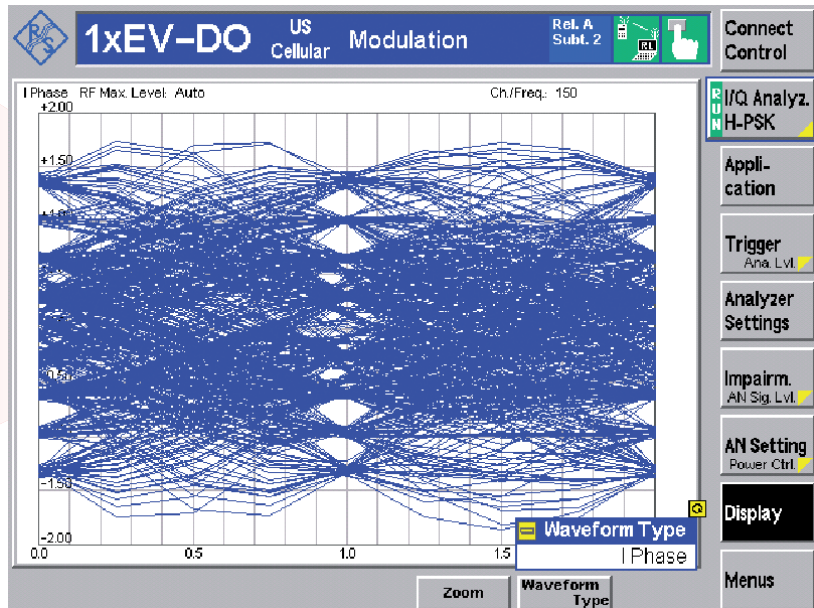 R S
1xEV-DO US Cellular Modulation Rel. A Subt. 2 RL
Connect Control
I Phase RF Max. Level: Auto Ch./Freq.: 150
RUN I/Q Analyz. H-PSK
+2.00
+1.50
Appli-
cation
Trigger
Ana. Lvl.
Analyzer
Settings
Impairm.
AN Sig. Lvl.
AN Setting
Power Ctrl.
-1.50
Display
-2.00
0.0 0.5 1.0 1.5
Waveform Type
I Phase
Zoom
Waveform
Type
Menus